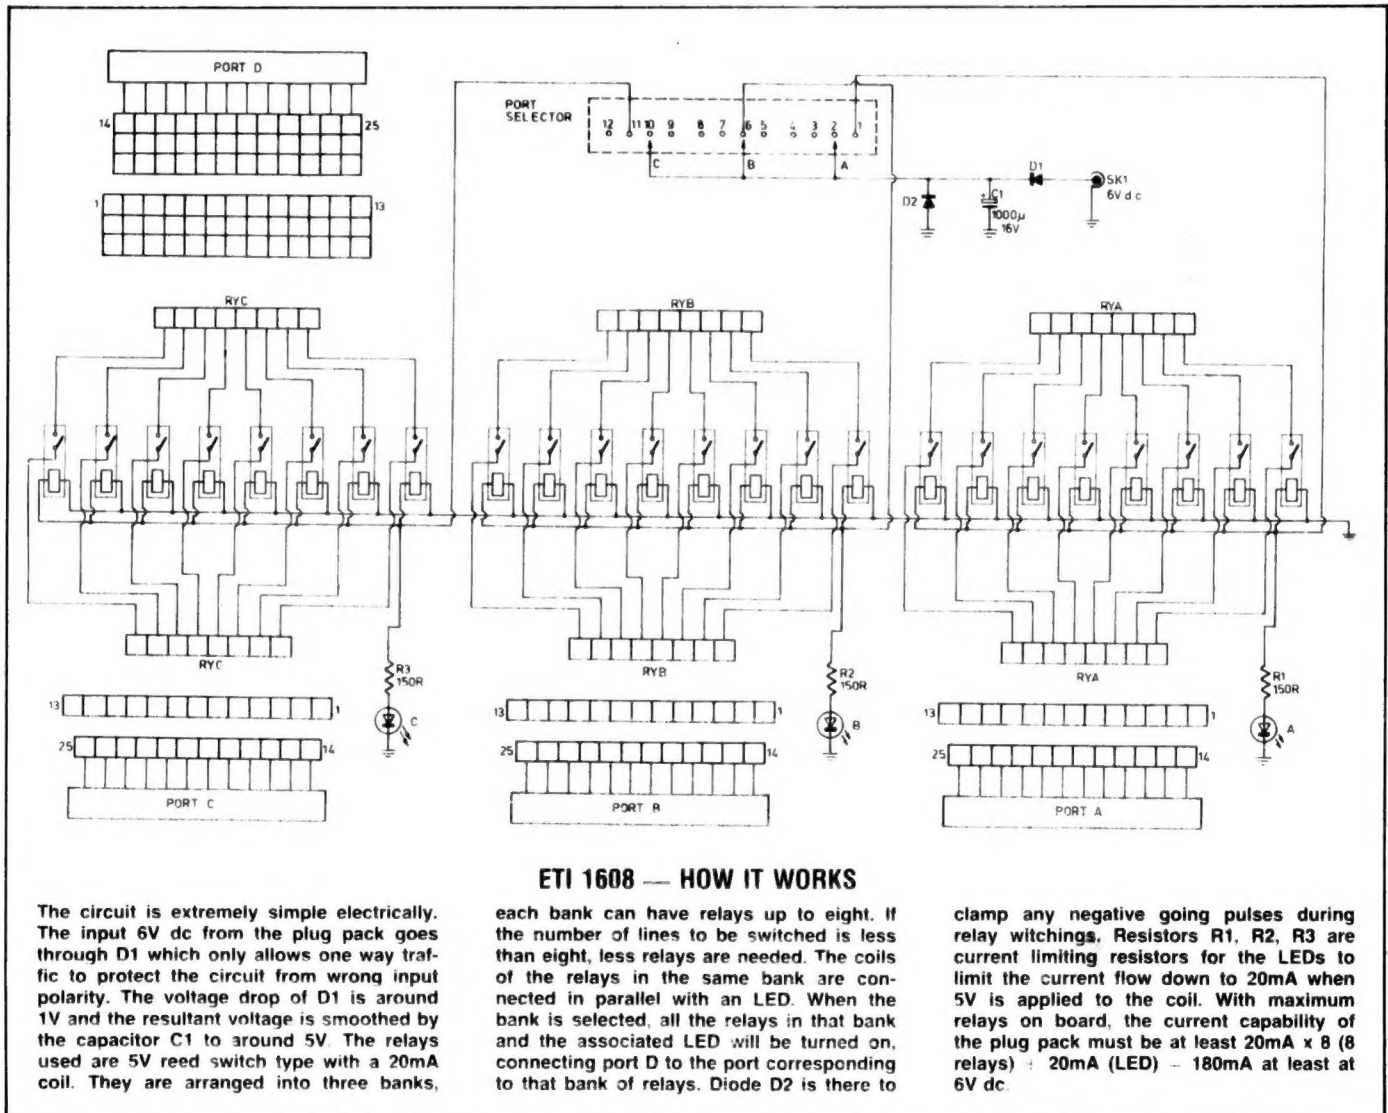 PORT D
14
25
1
13
PORT
SELECTOR
12 11 10 9 8 7 6 5 4 3 2 1
C
B
A
D2
C1
+
1000µ
16V
D1
SK1
6V d c
RYC
RYB
RYA
RYC
R3
150R
C
13
1
25
14
PORT C
RYB
R2
150R
B
13
1
25
14
PORT B
RYA
R1
150R
A
13
1
25
14
PORT A
ETI 1608 — HOW IT WORKS
The circuit is extremely simple electrically.
The input 6V dc from the plug pack goes
through D1 which only allows one way traf-
fic to protect the circuit from wrong input
polarity. The voltage drop of D1 is around
1V and the resultant voltage is smoothed by
the capacitor C1 to around 5V. The relays
used are 5V reed switch type with a 20mA
coil. They are arranged into three banks,
each bank can have relays up to eight. If
the number of lines to be switched is less
than eight, less relays are needed. The coils
of the relays in the same bank are con-
nected in parallel with an LED. When the
bank is selected, all the relays in that bank
and the associated LED will be turned on,
connecting port D to the port corresponding
to that bank of relays. Diode D2 is there to
clamp any negative going pulses during
relay witchings. Resistors R1, R2, R3 are
current limiting resistors for the LEDs to
limit the current flow down to 20mA when
5V is applied to the coil. With maximum
relays on board, the current capability of
the plug pack must be at least 20mA x 8 (8
relays) + 20mA (LED) — 180mA at least at
6V dc.